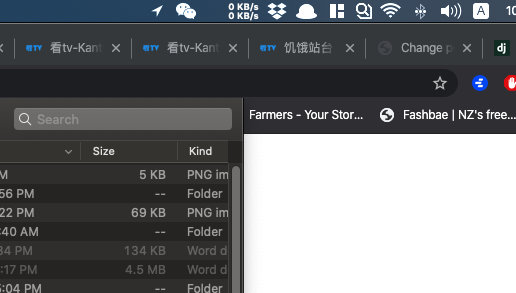 0 KB/s
0 KB/s
A
10
看tv-Kant
看tv-Kant
饥饿站台
Change p
dj
Search
Farmers - Your Stor...
Fashbae | NZ's free...
Size
Kind
M
5 KB
PNG im
:56 PM
--
Folder
:22 PM
69 KB
PNG im
:40 AM
--
Folder
34 PM
134 KB
Word d
:17 PM
4.5 MB
Word d
5:04 PM
--
Folder